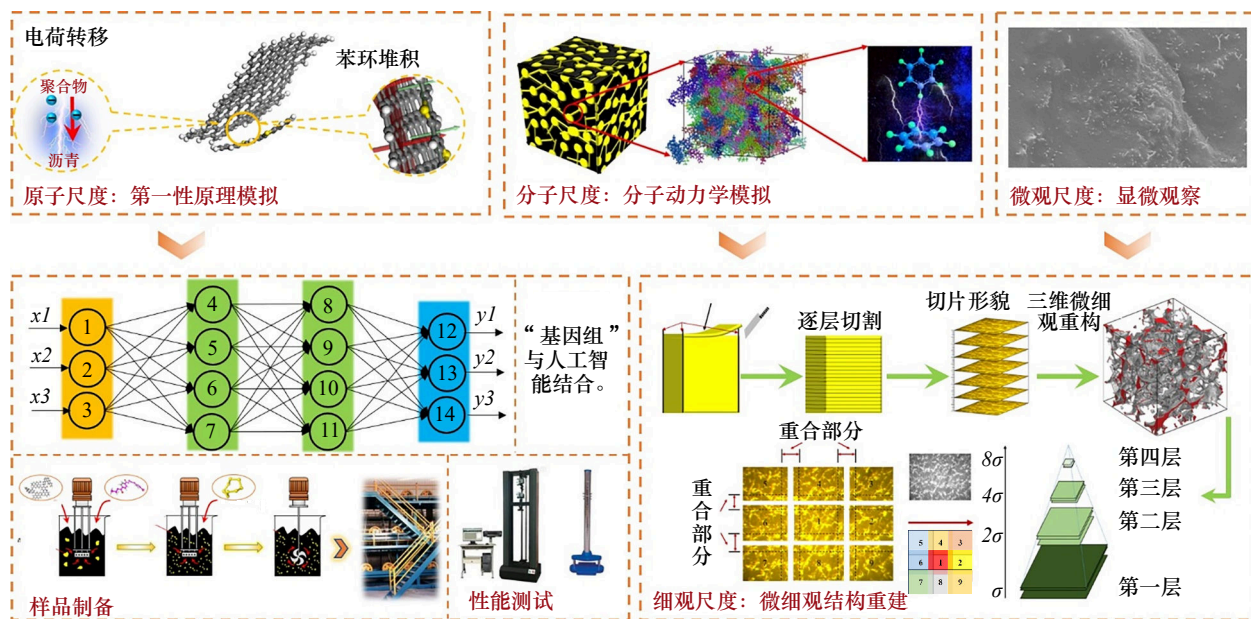 电荷转移
苯环堆积
聚合物
沥青
原子尺度：第一性原理模拟
分子尺度：分子动力学模拟
微观尺度：显微观察
x1
x2
x3
1
2
3
4
5
6
7
8
9
10
11
12
13
14
y1
y2
y3
“基因组”
与人工智
能结合。
样品制备
性能测试
逐层切割
切片形貌
三维微细
观重构
重合部分
重合部分
5 4 3
6 1 2
7 8 9
8σ
4σ
2σ
σ
第四层
第三层
第二层
第一层
细观尺度：微细观结构重建